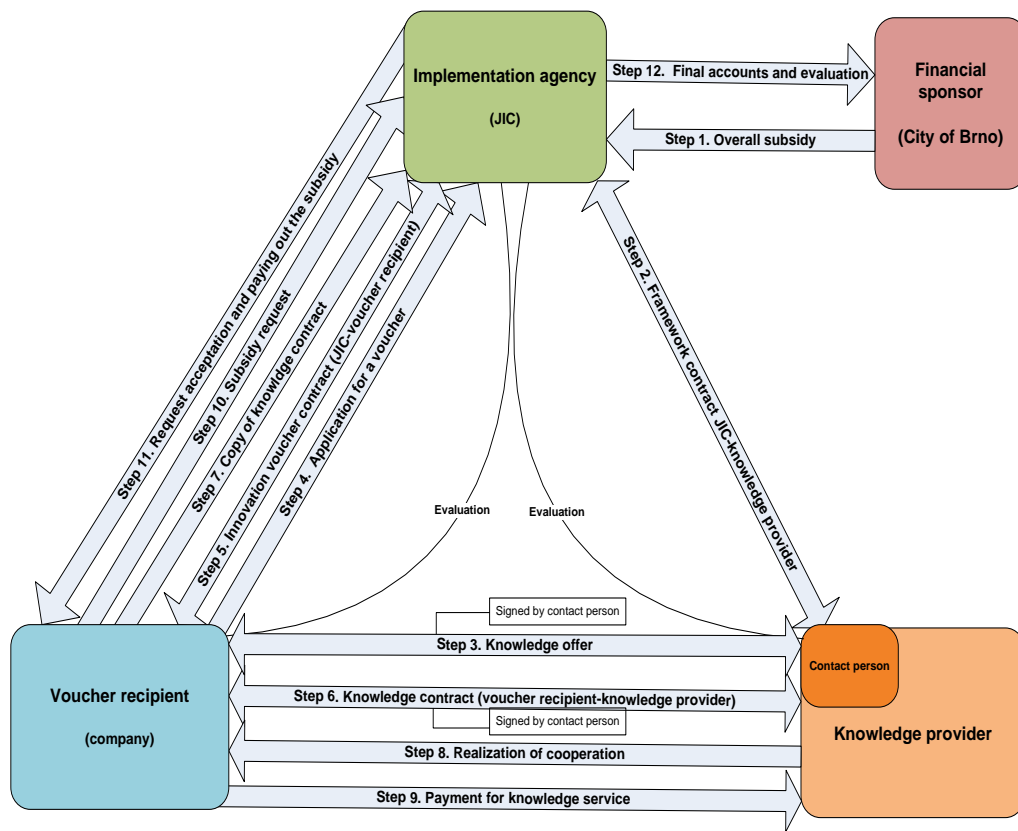 Implementation agency
(JIC)
Step 12.  Final accounts and evaluation
Financial
sponsor
(City of Brno)
Step 1. Overall subsidy
Step 11. Request acceptation and paying out the subsidy
Step 10. Subsidy request
Step 7. Copy of knowldge contract
Step 5. Innovation voucher contract (JIC-voucher recipient)
Step 4.  Application for a voucher
Step 2. Framework contract JIC-knowledge provider
Evaluation
Evaluation
Signed by contact person
Step 3. Knowledge offer
Contact person
Voucher recipient
(company)
Step 6. Knowledge contract (voucher recipient-knowledge provider)
Signed by contact person
Knowledge provider
Step 8. Realization of cooperation
Step 9. Payment for knowledge service